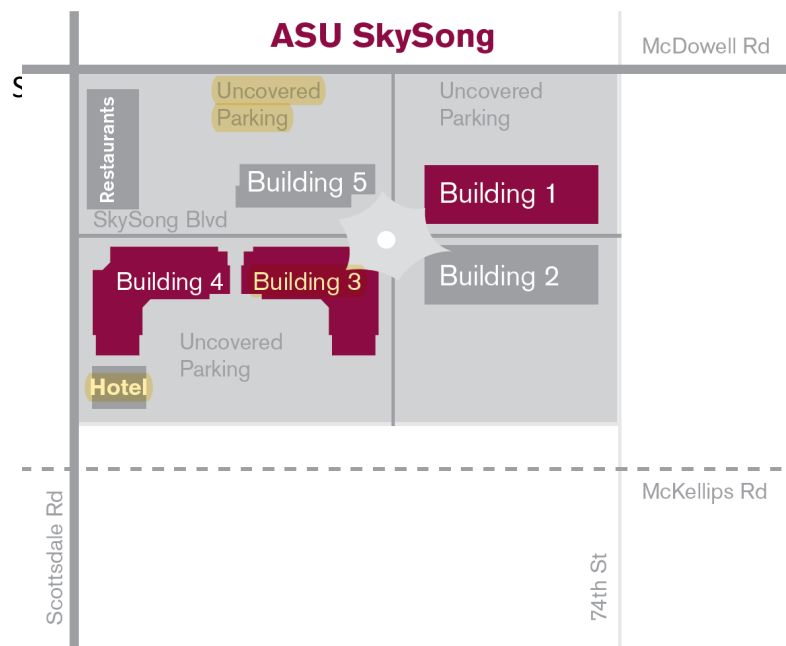 ASU SkySong
McDowell Rd
S
Uncovered
Parking
Uncovered
Parking
Restaurants
Building 5
Building 1
SkySong Blvd
Building 4
Building 3
Building 2
Uncovered
Parking
Hotel
McKellips Rd
Scottsdale Rd
74th St